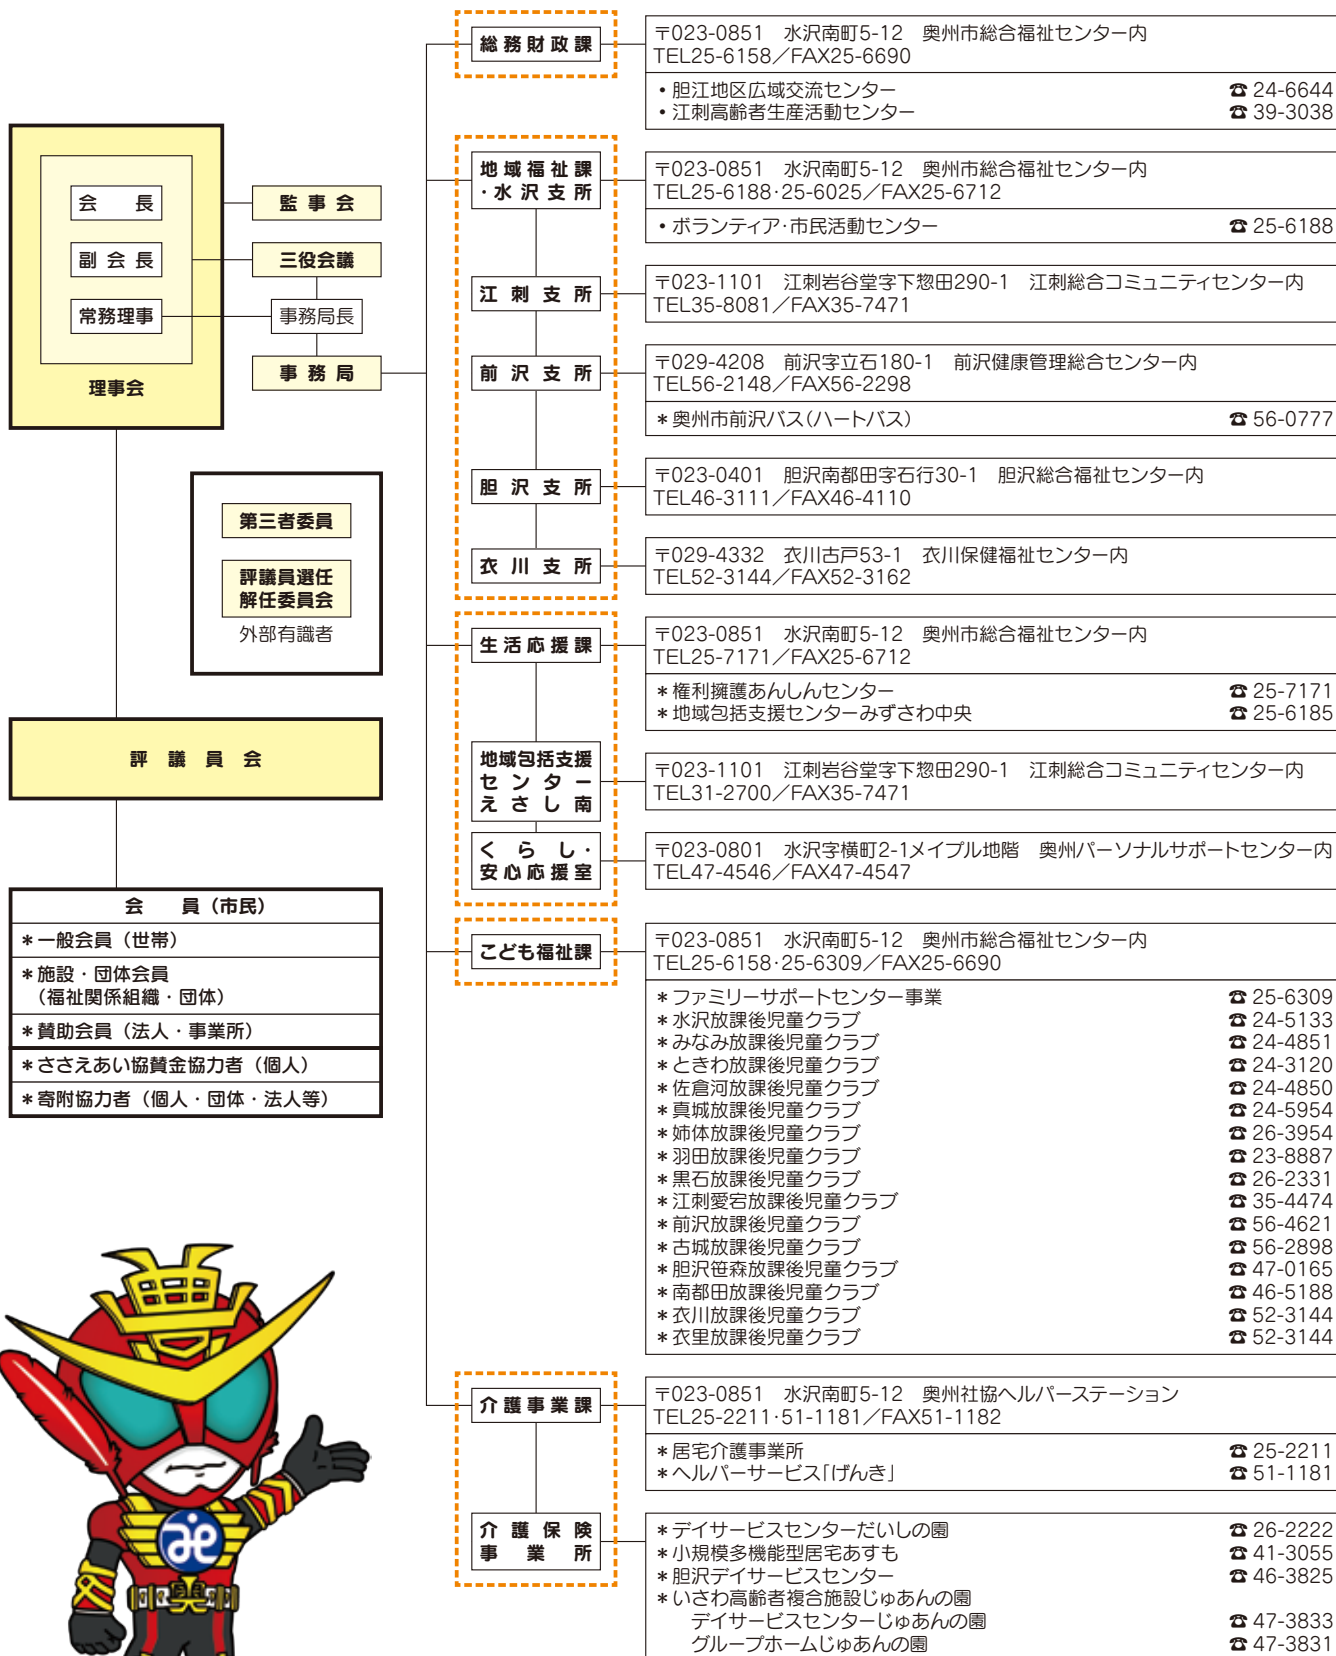 会　長
副会長
常務理事
理事会
監事会
三役会議
事務局長
事務局
第三者委員
評議員選任
解任委員会
外部有識者
評議員会
会　員（市民）
＊一般会員（世帯）
＊施設・団体会員
（福祉関係組織・団体）
＊賛助会員（法人・事業所）
＊ささえあい協賛金協力者（個人）
＊寄附協力者（個人・団体・法人等）
総務財政課
〒023-0851　水沢南町5-12　奥州市総合福祉センター内
TEL25-6158／FAX25-6690
・胆江地区広域交流センター ☎24-6644
・江刺高齢者生産活動センター ☎39-3038
地域福祉課
・水沢支所
〒023-0851　水沢南町5-12　奥州市総合福祉センター内
TEL25-6188·25-6025／FAX25-6712
・ボランティア·市民活動センター ☎25-6188
江刺支所
〒023-1101　江刺岩谷堂字下惣田290-1　江刺総合コミュニティセンター内
TEL35-8081／FAX35-7471
前沢支所
〒029-4208　前沢字立石180-1　前沢健康管理総合センター内
TEL56-2148／FAX56-2298
＊奥州市前沢バス（ハートバス） ☎56-0777
胆沢支所
〒023-0401　胆沢南都田字石行30-1　胆沢総合福祉センター内
TEL46-3111／FAX46-4110
衣川支所
〒029-4332　衣川古戸53-1　衣川保健福祉センター内
TEL52-3144／FAX52-3162
生活応援課
〒023-0851　水沢南町5-12　奥州市総合福祉センター内
TEL25-7171／FAX25-6712
＊権利擁護あんしんセンター ☎25-7171
＊地域包括支援センターみずさわ中央 ☎25-6185
地域包括支援
センター
えさし南
〒023-1101　江刺岩谷堂字下惣田290-1　江刺総合コミュニティセンター内
TEL31-2700／FAX35-7471
くらし・
安心応援室
〒023-0801　水沢字横町2-1メイプル地階　奥州パーソナルサポートセンター内
TEL47-4546／FAX47-4547
こども福祉課
〒023-0851　水沢南町5-12　奥州市総合福祉センター内
TEL25-6158·25-6309／FAX25-6690
＊ファミリーサポートセンター事業 ☎25-6309
＊水沢放課後児童クラブ ☎24-5133
＊みなみ放課後児童クラブ ☎24-4851
＊ときわ放課後児童クラブ ☎24-3120
＊佐倉河放課後児童クラブ ☎24-4850
＊真城放課後児童クラブ ☎24-5954
＊姉体放課後児童クラブ ☎26-3954
＊羽田放課後児童クラブ ☎23-8887
＊黒石放課後児童クラブ ☎26-2331
＊江刺愛宕放課後児童クラブ ☎35-4474
＊前沢放課後児童クラブ ☎56-4621
＊古城放課後児童クラブ ☎56-2898
＊胆沢笹森放課後児童クラブ ☎47-0165
＊南都田放課後児童クラブ ☎46-5188
＊衣川放課後児童クラブ ☎52-3144
＊衣里放課後児童クラブ ☎52-3144
介護事業課
〒023-0851　水沢南町5-12　奥州社協ヘルパーステーション
TEL25-2211·51-1181／FAX51-1182
＊居宅介護事業所 ☎25-2211
＊ヘルパーサービス「げんき」 ☎51-1181
介護保険
事業所
＊デイサービスセンターだいしの園 ☎26-2222
＊小規模多機能型居宅あすも ☎41-3055
＊胆沢デイサービスセンター ☎46-3825
＊いさわ高齢者複合施設じゅあんの園
デイサービスセンターじゅあんの園 ☎47-3833
グループホームじゅあんの園 ☎47-3831